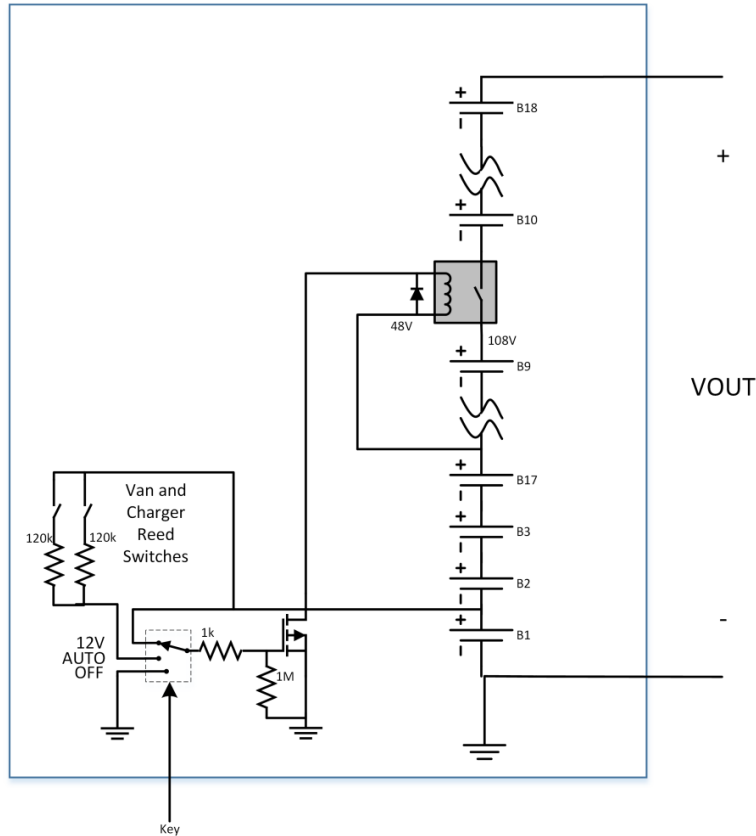 +
B18
+
+
B10
48V
108V
+
B9
VOUT
+
B17
+
B3
+
B2
+
B1
-
Van and
Charger
Reed
Switches
120k
120k
12V
AUTO
OFF
1k
1M
Key